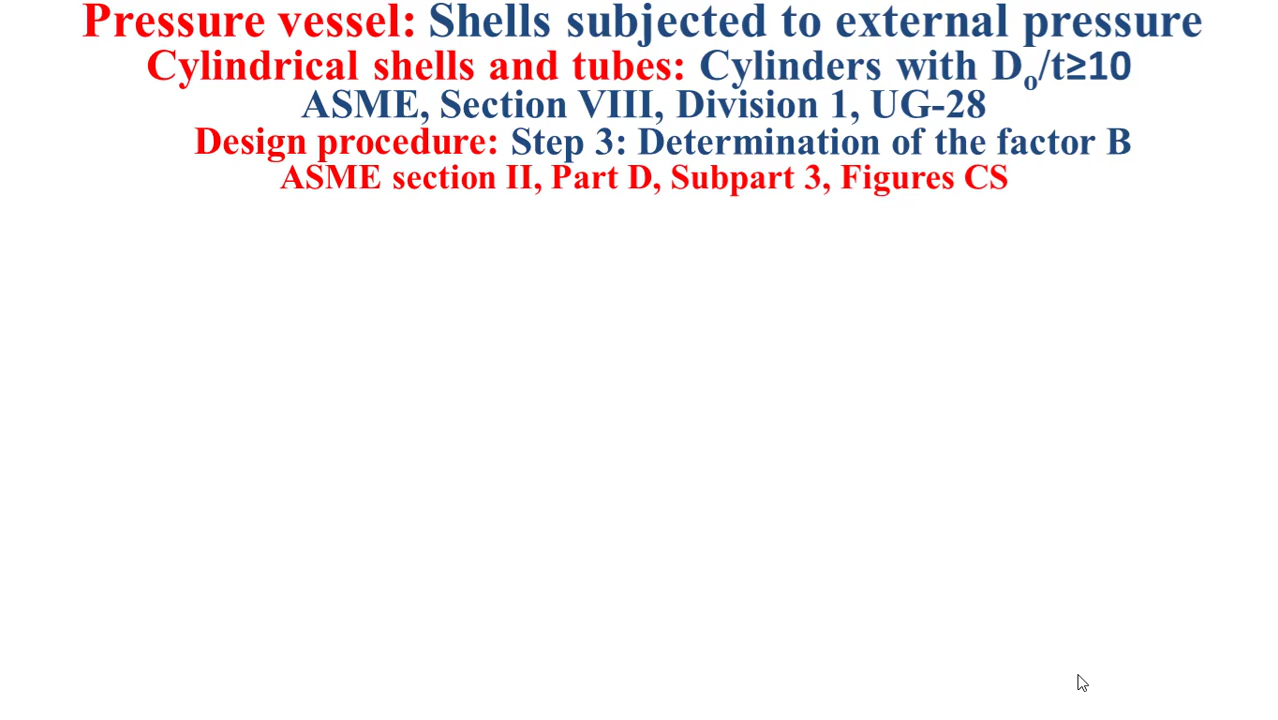 Pressure vessel: Shells subjected to external pressure
Cylindrical shells and tubes: Cylinders with Do/t≥10
ASME, Section VIII, Division 1, UG-28
Design procedure: Step 3: Determination of the factor B
ASME section II, Part D, Subpart 3, Figures CS